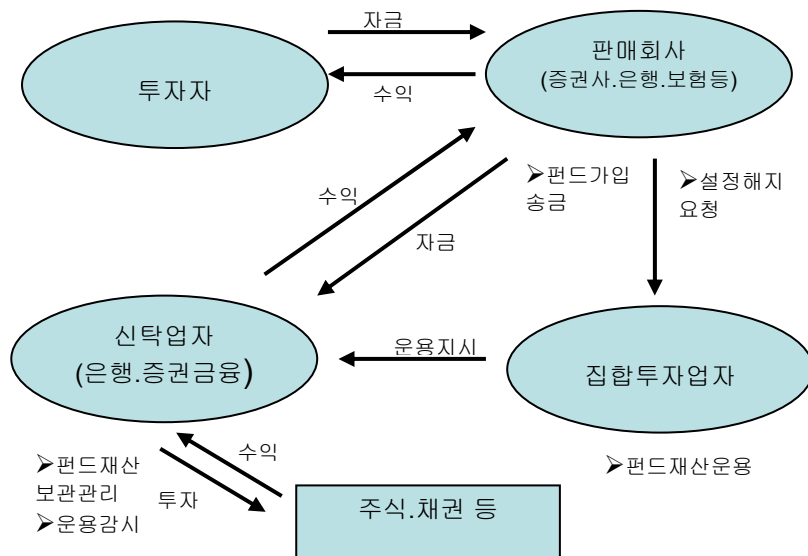 자금
투자자
판매회사
(증권사.은행.보험등)
수익
수익
자금
➢펀드가입
송금
➢설정해지
요청
신탁업자
(은행.증권금융)
운용지시
집합투자업자
➢펀드재산
보관관리
➢운용감시
수익
투자
➢펀드재산운용
주식.채권 등